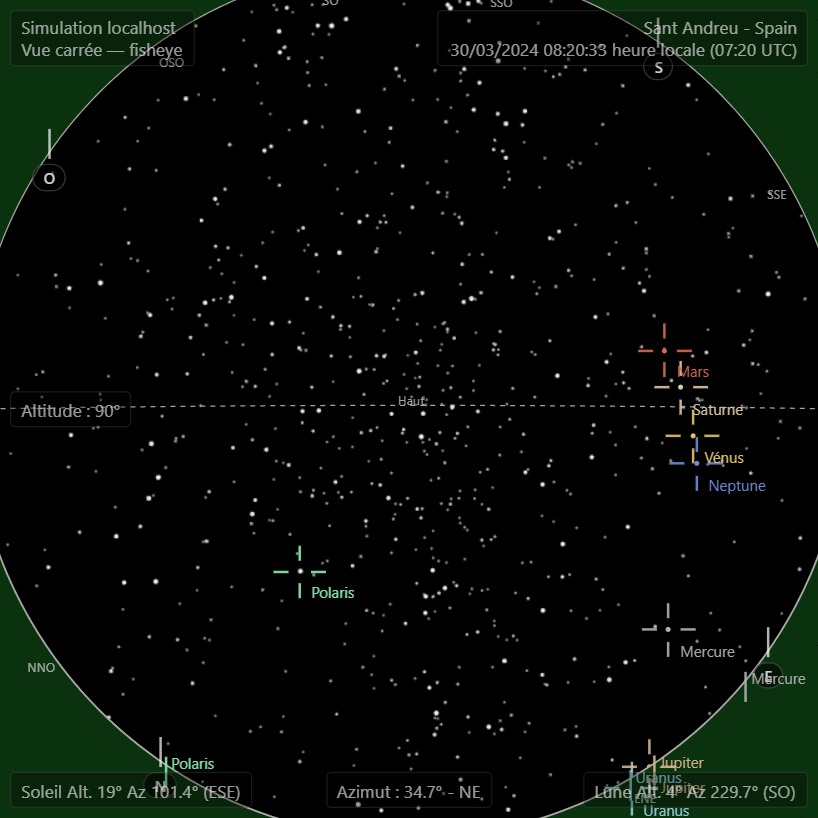 SO
SSO
Simulation localhost
Vue carrée — fisheye
Sant Andreu - Spain
30/03/2024 08:20:33 heure locale (07:20 UTC)
OSO
S
O
SSE
Mars
Haut
Altitude : 90°
Saturne
Vénus
Neptune
Polaris
Mercure
NNO
E
Mercure
Polaris
Jupiter
Uranus
Jupiter
N
Soleil Alt. 19° Az 101.4° (ESE)
Azimut : 34.7° - NE
Lune Alt. 4° Az 229.7° (SO)
ENE
Uranus